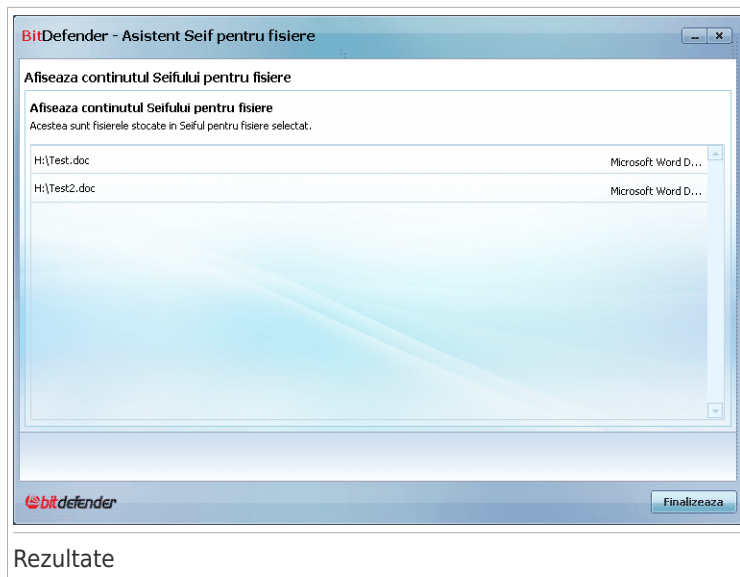 BitDefender - Asistent Seif pentru fisiere
Afiseaza continutul Seifului pentru fisiere
Afiseaza continutul Seifului pentru fisiere
Acestea sunt fisierele stocate in Seiful pentru fisiere selectat.
H:\Test.doc Microsoft Word D...
H:\Test2.doc Microsoft Word D...
bitdefender Finalizeaza
Rezultate